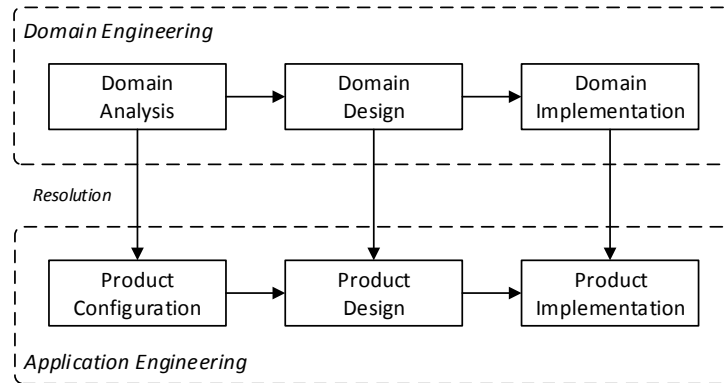 Domain Engineering
Domain
Analysis
Domain
Design
Domain
Implementation
Resolution
Product
Configuration
Product
Design
Product
Implementation
Application Engineering